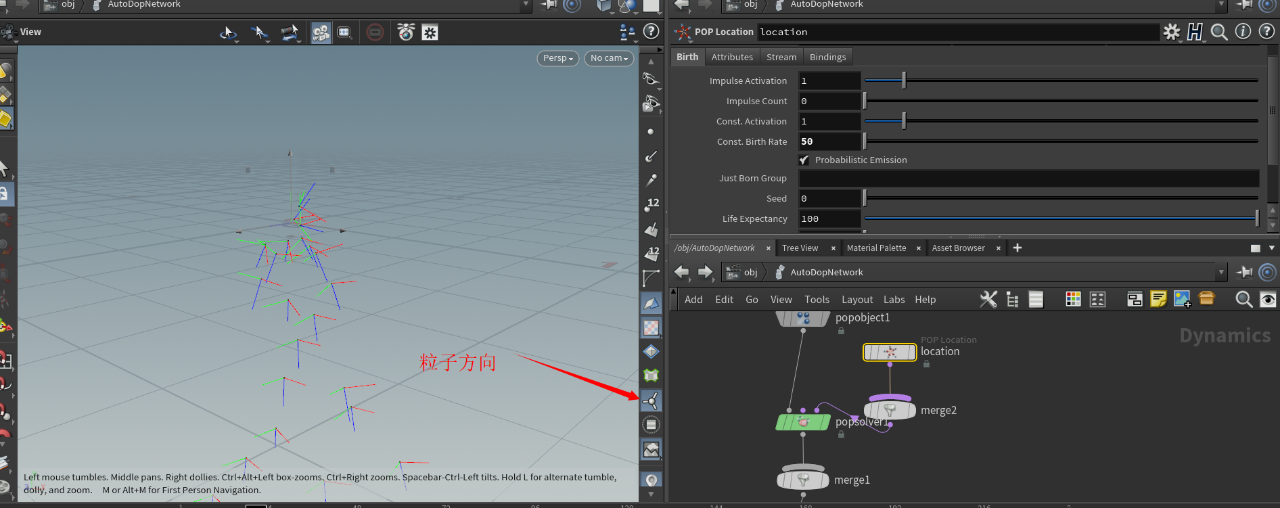 obj AutoDopNetwork
obj AutoDopNetwork
View
POP Location location
Persp
No cam
Birth Attributes Stream Bindings
Impulse Activation 1
Impulse Count 0
Const. Activation 1
Const. Birth Rate 50
Probabilistic Emission
Just Born Group
Seed 0
Life Expectancy 100
12
12
/obj/AutoDopNetwork Tree View Material Palette Asset Browser
obj AutoDopNetwork
Add Edit Go View Tools Layout Labs Help
popobject1
Dynamics
POP Location
location
粒子方向
merge2
popsolver1
merge1
Left mouse tumbles. Middle pans. Right dollies. Ctrl+Alt+Left box-zooms. Ctrl+Right zooms. Spacebar-Ctrl-Left tilts. Hold L for alternate tumble,
dolly, and zoom. M or Alt+M for First Person Navigation.